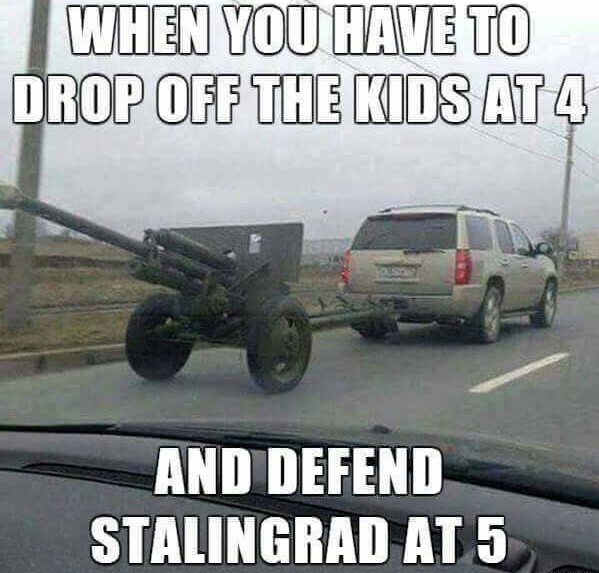 WHEN YOU HAVE TO
DROP OFF THE KIDS AT 4
AND DEFEND
STALINGRAD AT 5